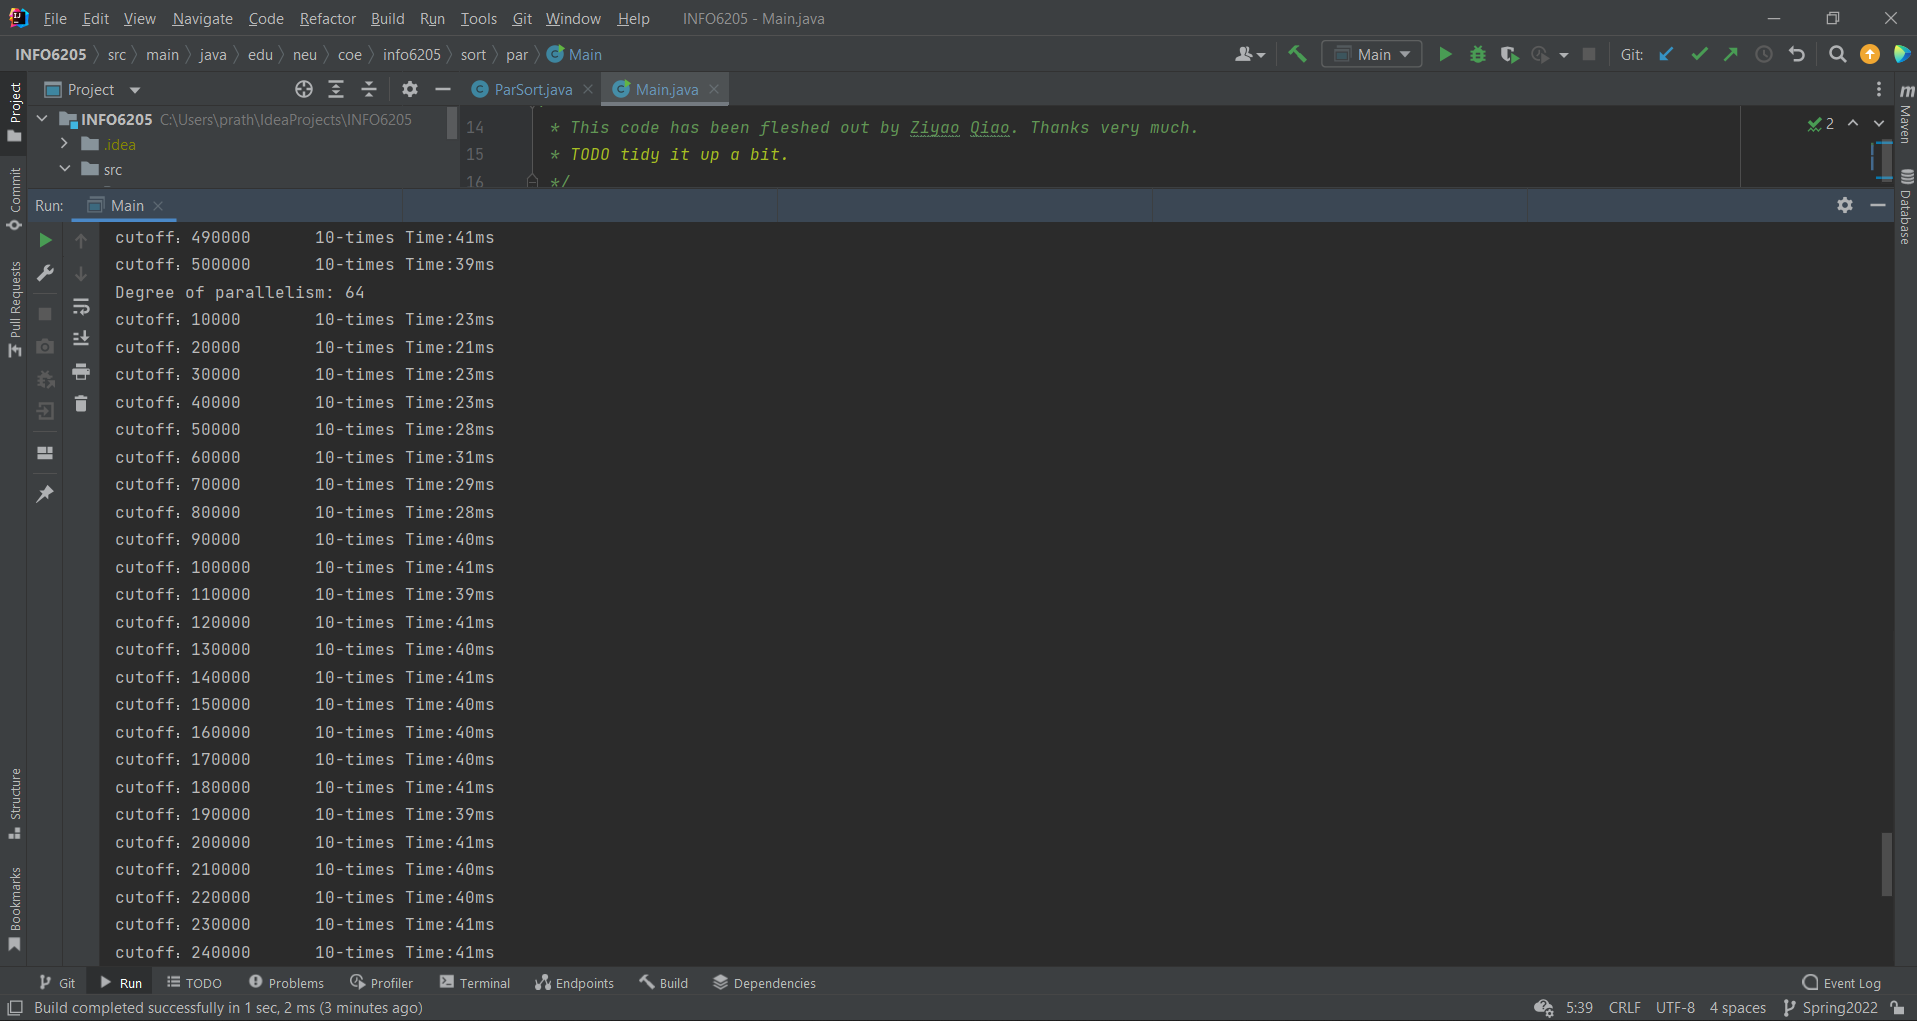 File Edit View Navigate Code Refactor Build Run Tools Git Window Help INFO6205 - Main.java
INFO6205 src main java edu neu coe info6205 sort par Main Main Git:
Project ParSort.java Main.java
INFO6205 C:\Users\prath\IdeaProjects\INFO6205
.idea
src
14 * This code has been fleshed out by Ziyao Qiao. Thanks very much.
15 * TODO tidy it up a bit.
16 */
2
Run: Main
cutoff：490000 10-times Time:41ms
cutoff：500000 10-times Time:39ms
Degree of parallelism: 64
cutoff：10000 10-times Time:23ms
cutoff：20000 10-times Time:21ms
cutoff：30000 10-times Time:23ms
cutoff：40000 10-times Time:23ms
cutoff：50000 10-times Time:28ms
cutoff：60000 10-times Time:31ms
cutoff：70000 10-times Time:29ms
cutoff：80000 10-times Time:28ms
cutoff：90000 10-times Time:40ms
cutoff：100000 10-times Time:41ms
cutoff：110000 10-times Time:39ms
cutoff：120000 10-times Time:41ms
cutoff：130000 10-times Time:40ms
cutoff：140000 10-times Time:41ms
cutoff：150000 10-times Time:40ms
cutoff：160000 10-times Time:40ms
cutoff：170000 10-times Time:40ms
cutoff：180000 10-times Time:41ms
cutoff：190000 10-times Time:39ms
cutoff：200000 10-times Time:41ms
cutoff：210000 10-times Time:40ms
cutoff：220000 10-times Time:40ms
cutoff：230000 10-times Time:41ms
cutoff：240000 10-times Time:41ms
Project
Commit
Pull Requests
Structure
Bookmarks
m Maven
Database
Git Run TODO Problems Profiler Terminal Endpoints Build Dependencies Event Log
Build completed successfully in 1 sec, 2 ms (3 minutes ago) 5:39 CRLF UTF-8 4 spaces Spring2022